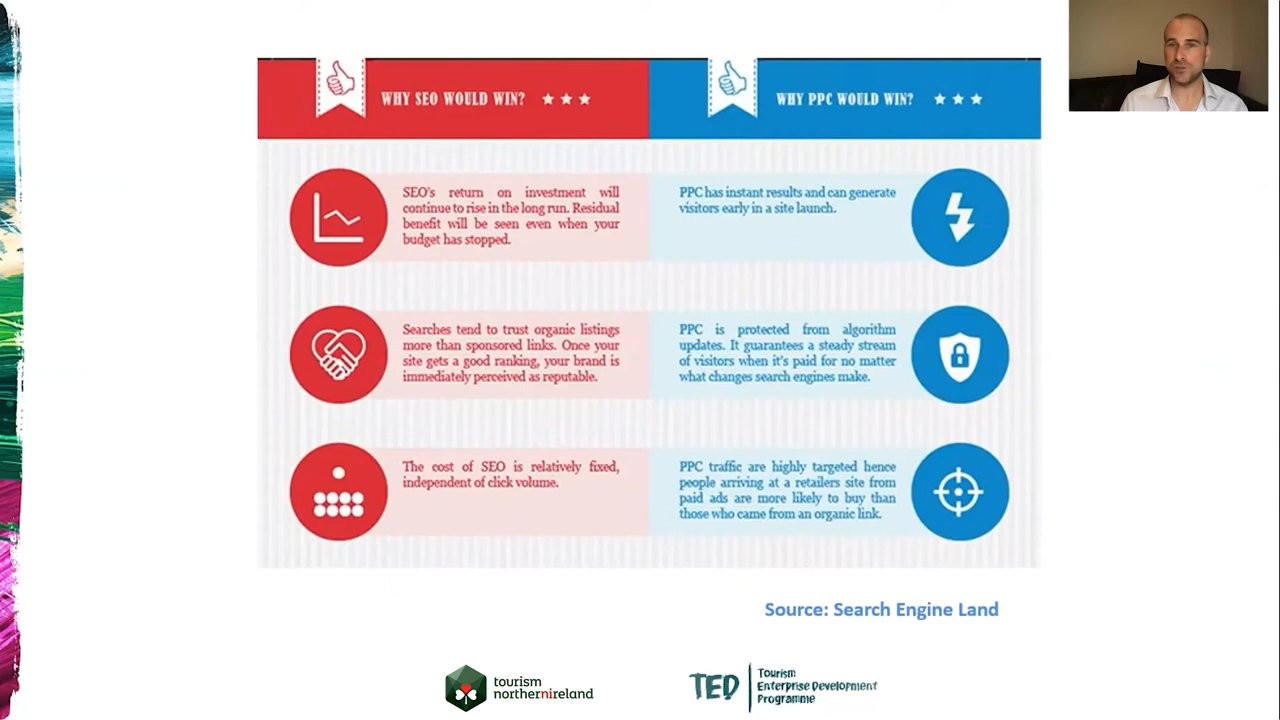 WHY SEO WOULD WIN?
SEO's return on investment will
continue to rise in the long run. Residual
benefit will be seen even when your
budget has stopped.
Searches tend to trust organic listings
more than sponsored links. Once your
site gets a good ranking, your brand is
immediately perceived as reputable.
The cost of SEO is relatively fixed,
independent of click volume.
WHY PPC WOULD WIN?
PPC has instant results and can generate
visitors early in a site launch.
PPC is protected from algorithm
updates. It guarantees a steady stream
of visitors when it's paid for no matter
what changes search engines make.
PPC traffic are highly targeted hence
people arriving at a retailers site from
paid ads are more likely to buy than
those who came from an organic link.
Source: Search Engine Land
tourism
northernireland
TED
Tourism
Enterprise Development
Programme